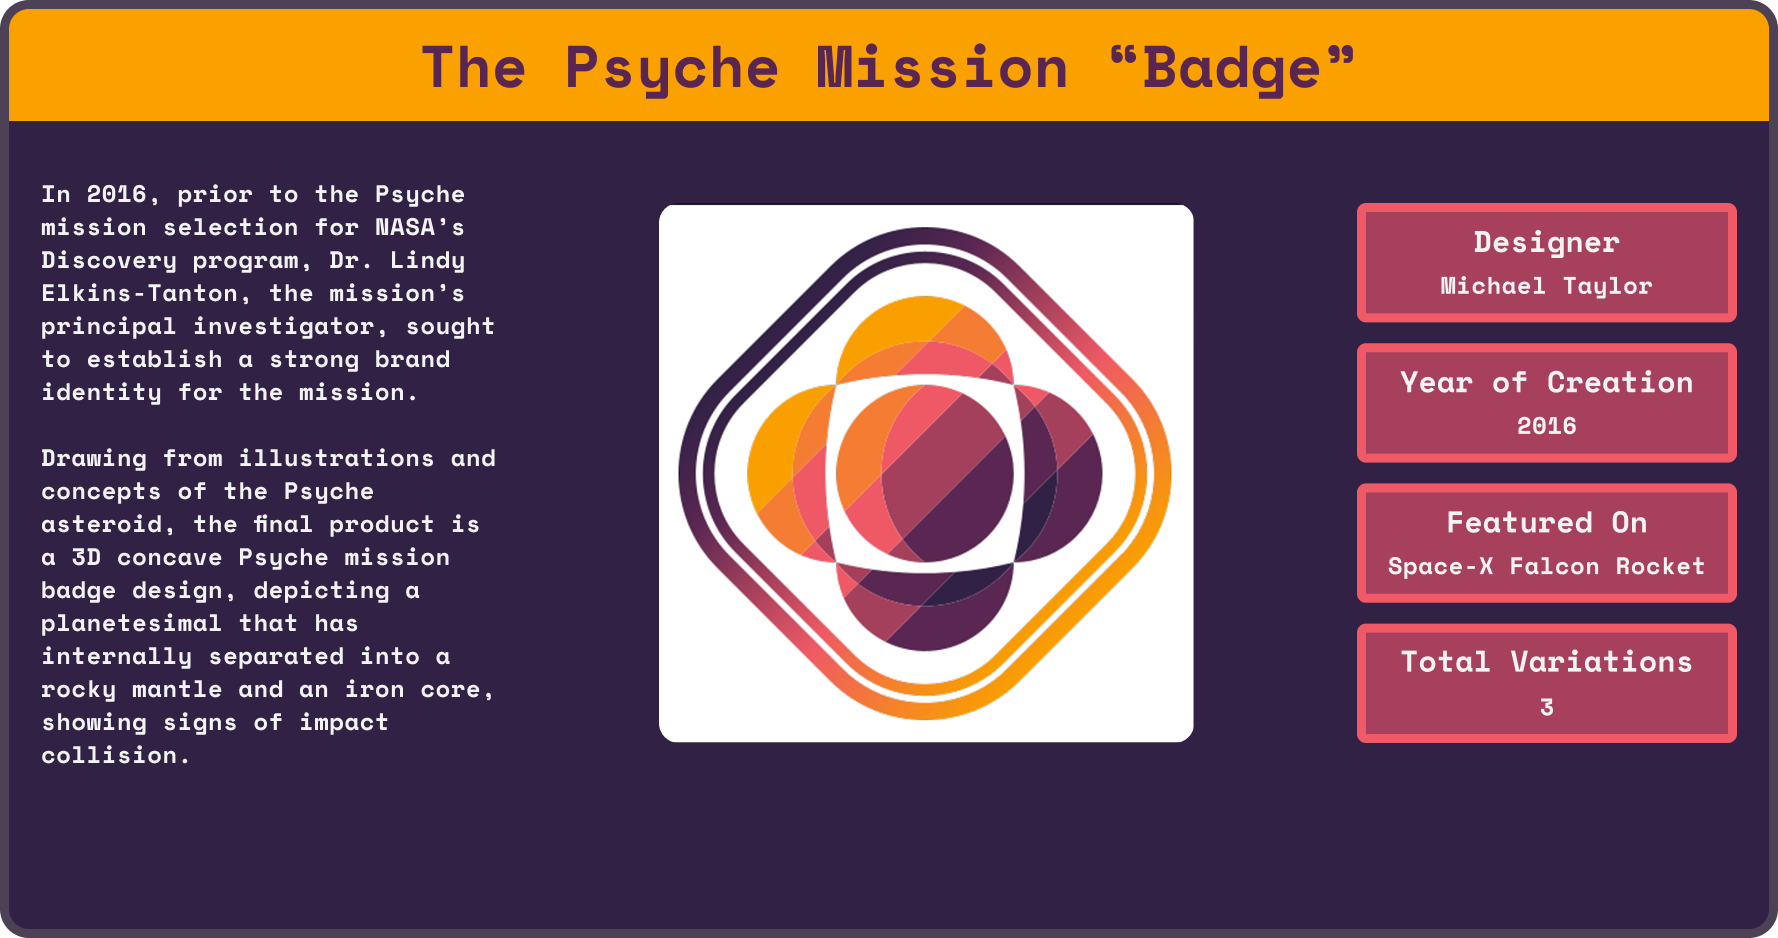 The Psyche Mission “Badge”
In 2016, prior to the Psyche
mission selection for NASA’s
Discovery program, Dr. Lindy
Elkins-Tanton, the mission’s
principal investigator, sought
to establish a strong brand
identity for the mission.
Drawing from illustrations and
concepts of the Psyche
asteroid, the final product is
a 3D concave Psyche mission
badge design, depicting a
planetesimal that has
internally separated into a
rocky mantle and an iron core,
showing signs of impact
collision.
Designer
Michael Taylor
Year of Creation
2016
Featured On
Space-X Falcon Rocket
Total Variations
3